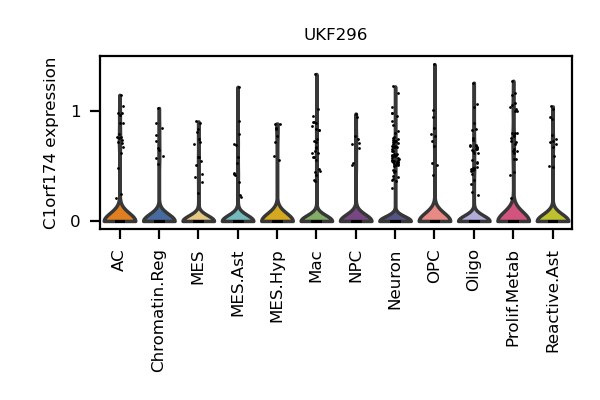 UKF296
C1orf174 expression
1
0
AC
Chromatin.Reg
MES
MES.Ast
MES.Hyp
Mac
NPC
Neuron
OPC
Oligo
Prolif.Metab
Reactive.Ast